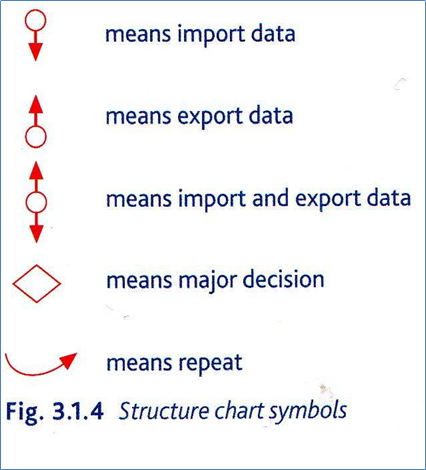 means import data
means export data
means import and export data
means major decision
means repeat
Fig. 3.1.4 Structure chart symbols